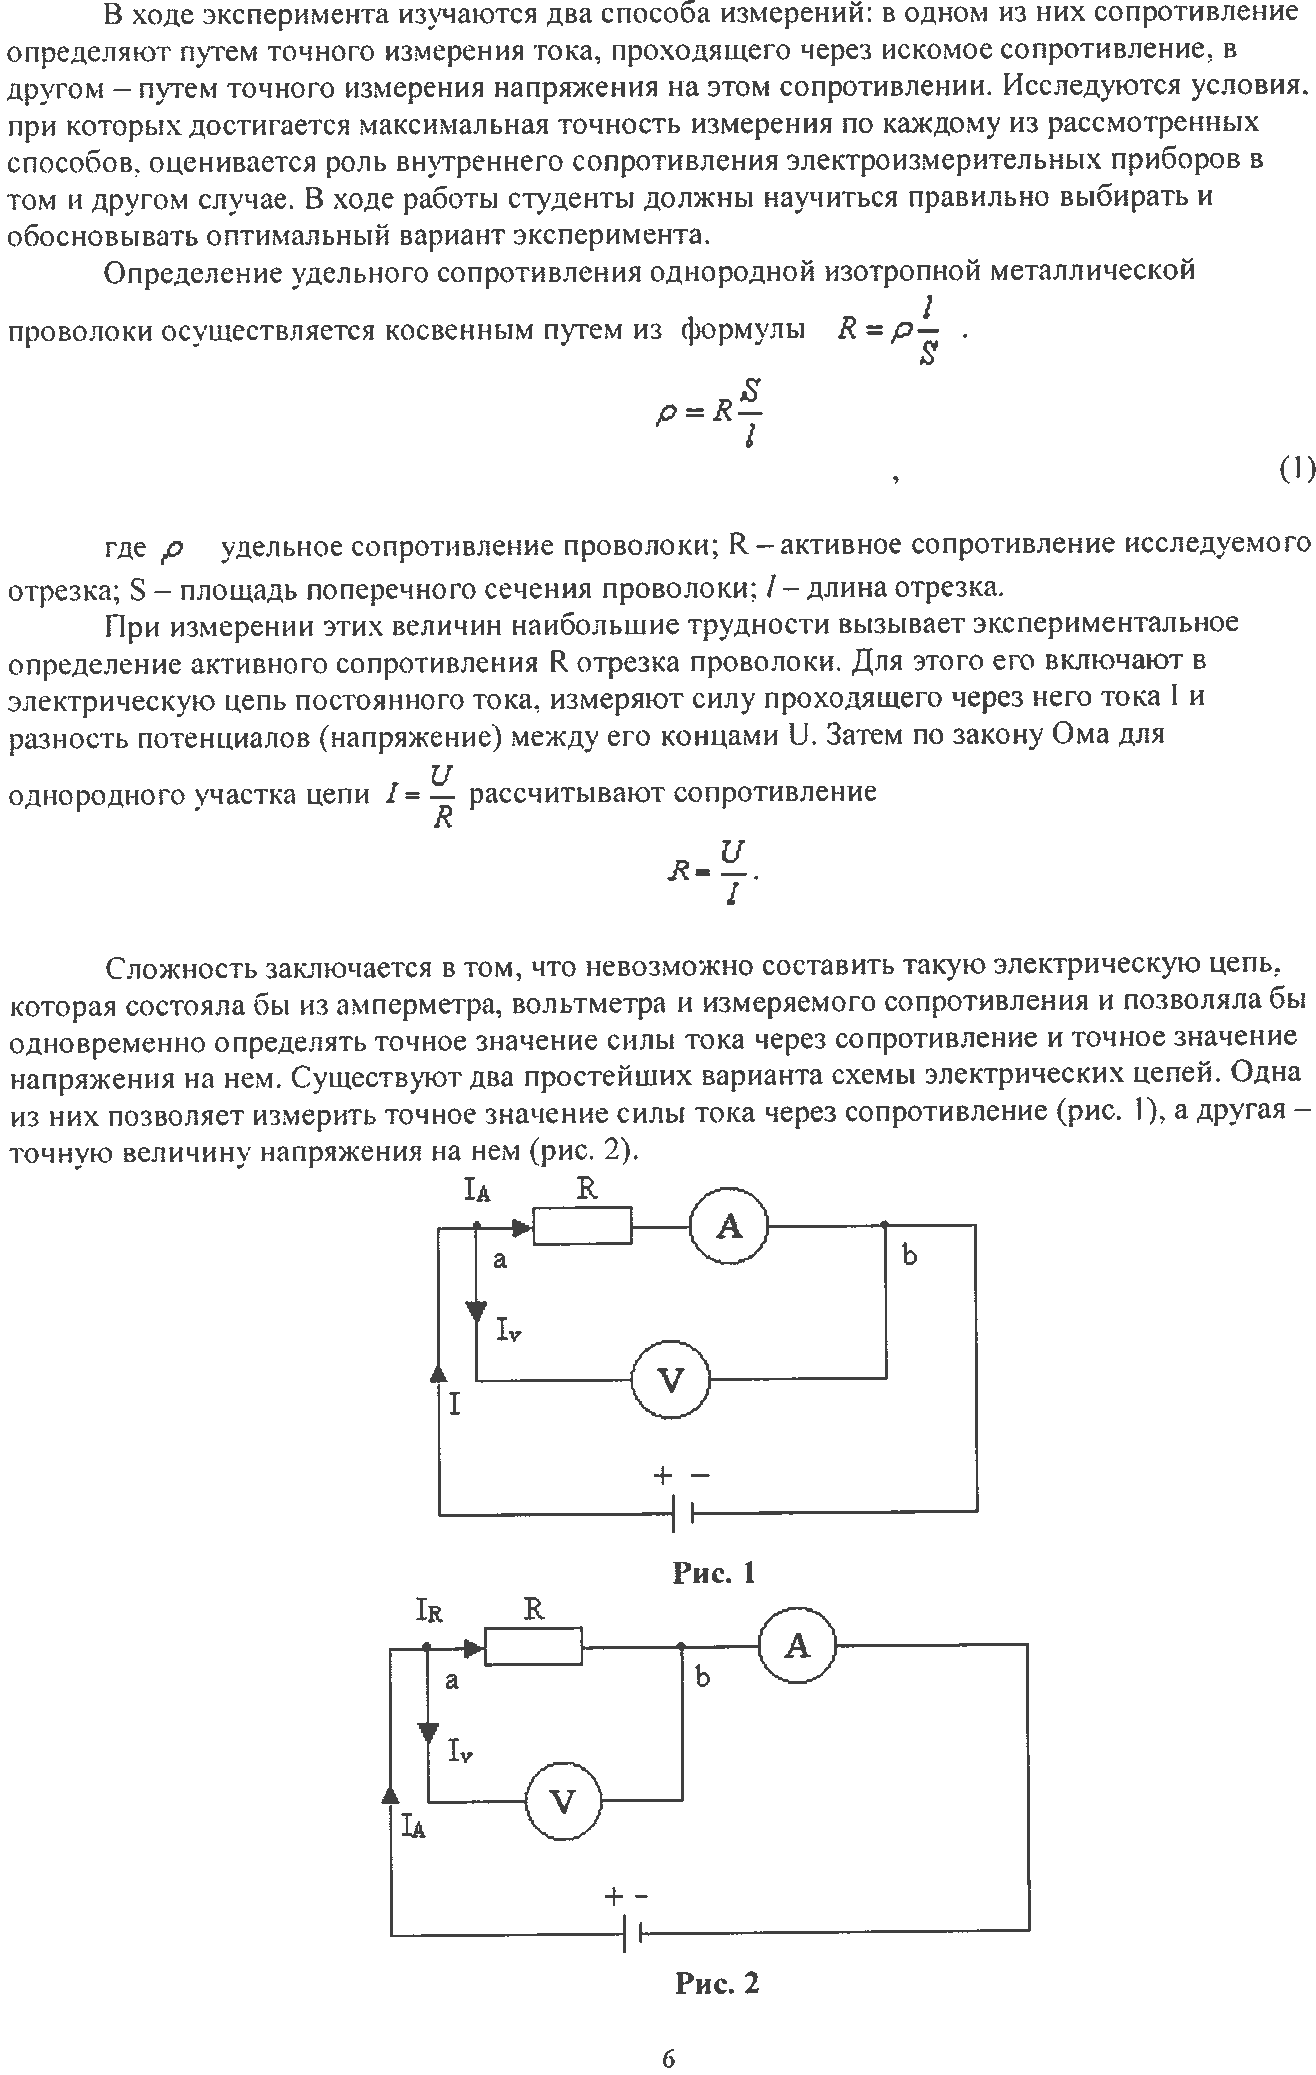 В ходе эксперимента изучаются два способа измерений: в одном из них сопротивление
определяют путем точного измерения тока, проходящего через искомое сопротивление, в
другом – путем точного измерения напряжения на этом сопротивлении. Исследуются условия,
при которых достигается максимальная точность измерения по каждому из рассмотренных
способов, оценивается роль внутреннего сопротивления электроизмерительных приборов в
том и другом случае. В ходе работы студенты должны научиться правильно выбирать и
обосновывать оптимальный вариант эксперимента.
Определение удельного сопротивления однородной изотропной металлической
проволоки осуществляется косвенным путем из формулы R = ρ l/S .
ρ = R S/l
, (1)
где ρ удельное сопротивление проволоки; R – активное сопротивление исследуемого
отрезка; S – площадь поперечного сечения проволоки; l – длина отрезка.
При измерении этих величин наибольшие трудности вызывает экспериментальное
определение активного сопротивления R отрезка проволоки. Для этого его включают в
электрическую цепь постоянного тока, измеряют силу проходящего через него тока I и
разность потенциалов (напряжение) между его концами U. Затем по закону Ома для
однородного участка цепи I = U/R рассчитывают сопротивление
R = U/I.
Сложность заключается в том, что невозможно составить такую электрическую цепь,
которая состояла бы из амперметра, вольтметра и измеряемого сопротивления и позволяла бы
одновременно определять точное значение силы тока через сопротивление и точное значение
напряжения на нем. Существуют два простейших варианта схемы электрических цепей. Одна
из них позволяет измерить точное значение силы тока через сопротивление (рис. 1), а другая –
точную величину напряжения на нем (рис. 2).
IA R
A
a b
Iv
V
I
+ –
Рис. 1
IR R
A
a b
Iv
V
IA
+ -
Рис. 2
6